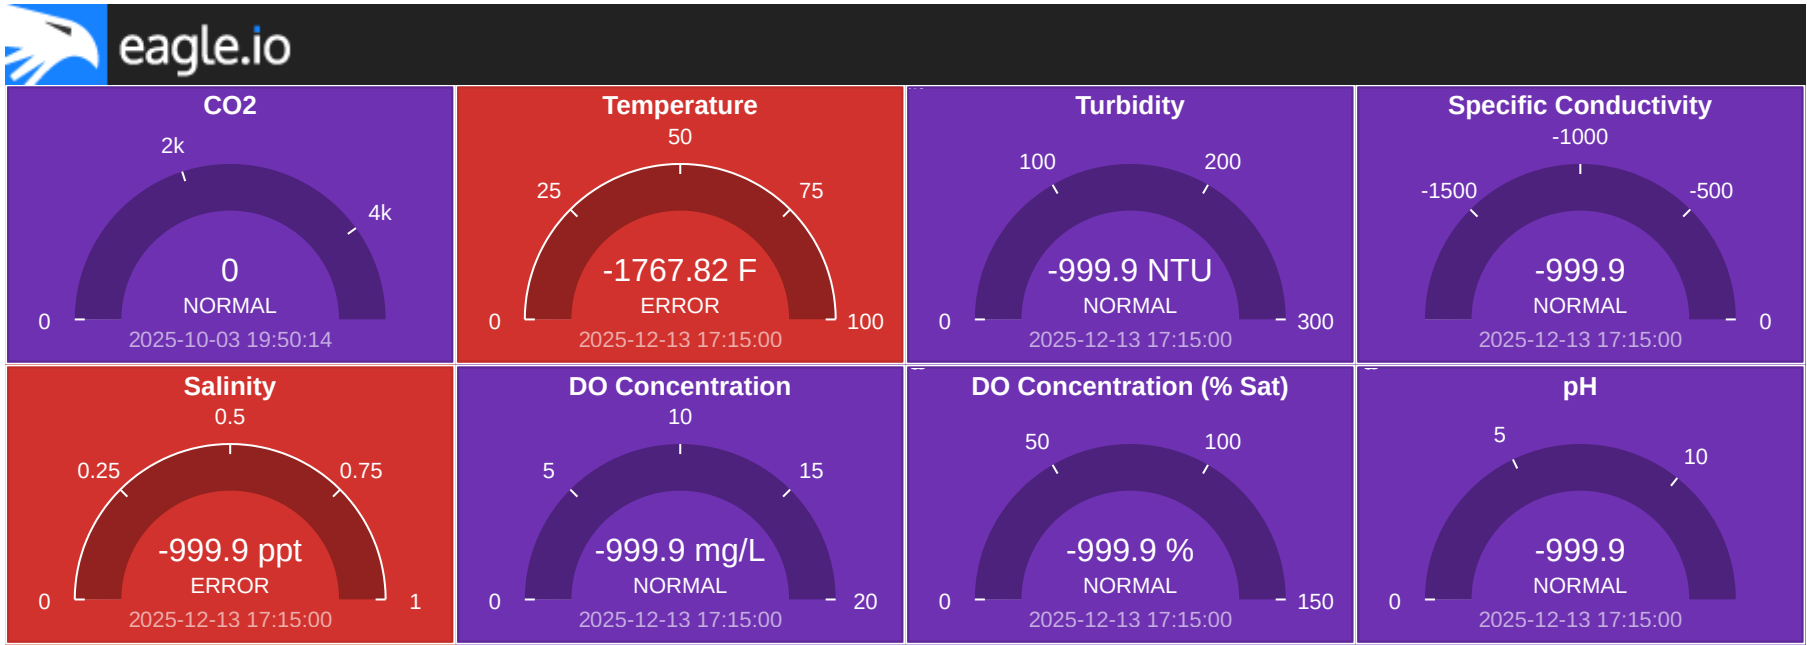 eagle.io
CO2
2k
4k
0
NORMAL
0
2025-10-03 19:50:14
Temperature
50
25
75
-1767.82 F
ERROR
0
100
2025-12-13 17:15:00
Turbidity
100
200
-999.9 NTU
NORMAL
0
300
2025-12-13 17:15:00
Specific Conductivity
-1000
-1500
-500
-999.9
NORMAL
0
2025-12-13 17:15:00
Salinity
0.5
0.25
0.75
-999.9 ppt
ERROR
0
1
2025-12-13 17:15:00
DO Concentration
10
5
15
-999.9 mg/L
NORMAL
0
20
2025-12-13 17:15:00
DO Concentration (% Sat)
50
100
-999.9 %
NORMAL
0
150
2025-12-13 17:15:00
pH
5
10
-999.9
NORMAL
0
2025-12-13 17:15:00